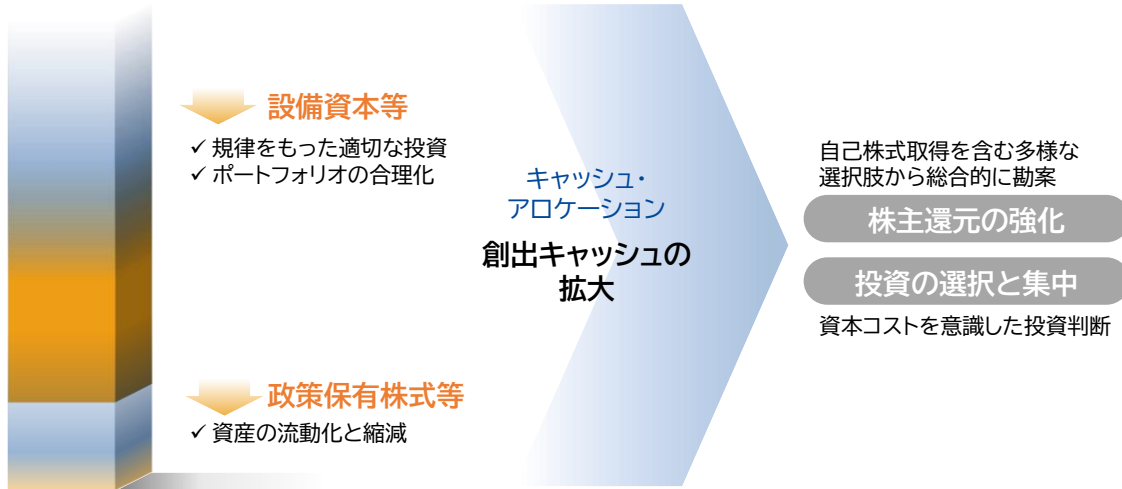 設備資本等
✓ 規律をもった適切な投資
✓ ポートフォリオの合理化
政策保有株式等
✓ 資産の流動化と縮減
キャッシュ・
アロケーション
創出キャッシュの
拡大
自己株式取得を含む多様な
選択肢から総合的に勘案
株主還元の強化
投資の選択と集中
資本コストを意識した投資判断